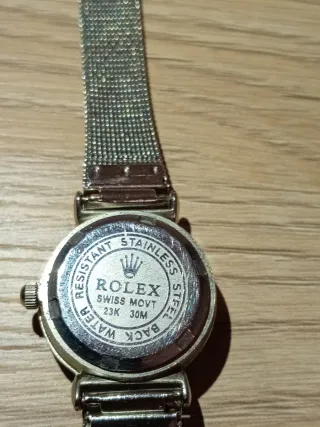 ROLEX
SWISS MOVT
23K 30M
WATER RESISTANT STAINLESS STEEL BACK